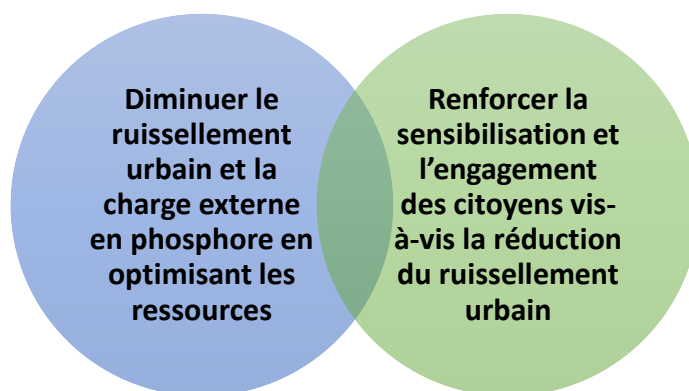 Diminuer le
ruissellement
urbain et la
charge externe
en phosphore en
optimisant les
ressources
Renforcer la
sensibilisation et
l’engagement
des citoyens vis-
à-vis la réduction
du ruissellement
urbain